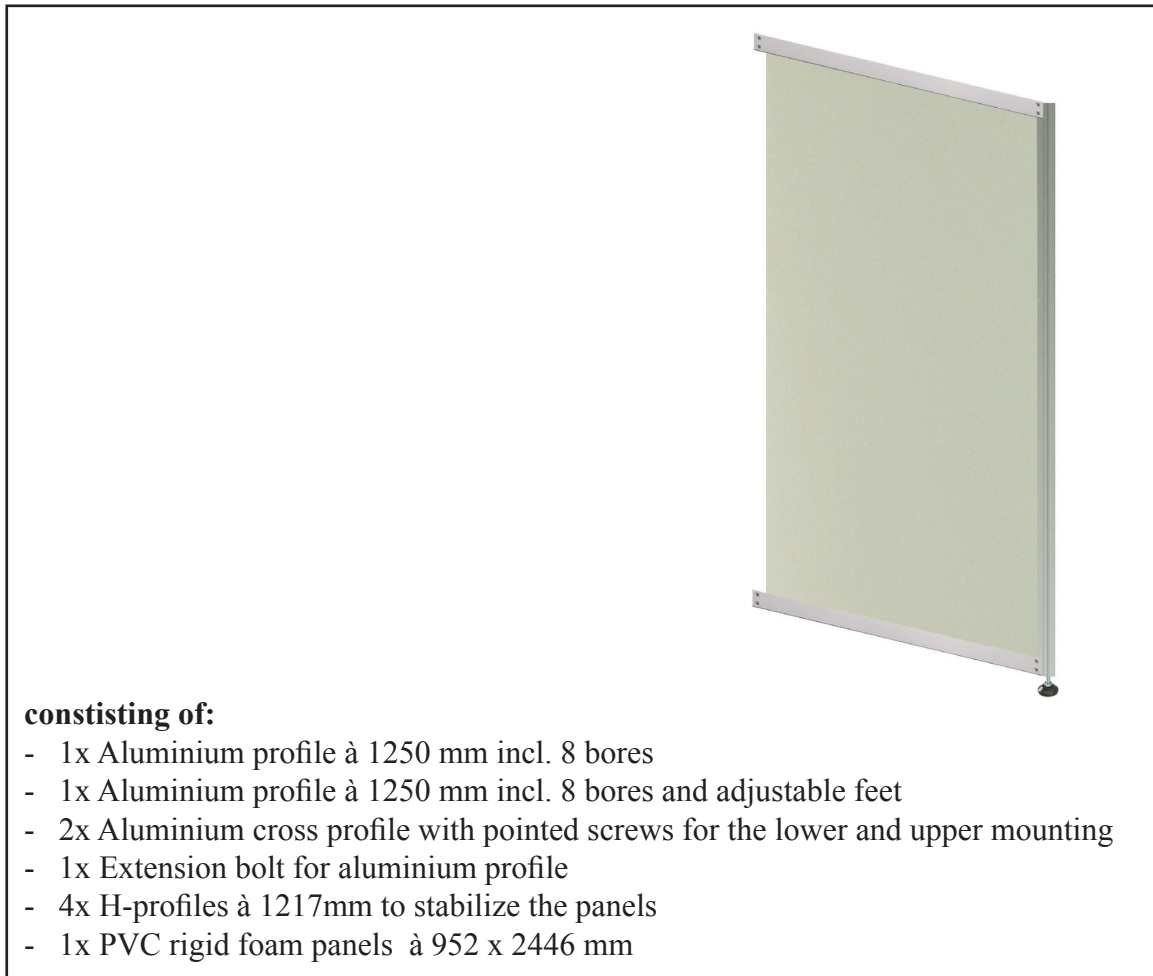 constisting of:
- 1x Aluminium profile à 1250 mm incl. 8 bores
- 1x Aluminium profile à 1250 mm incl. 8 bores and adjustable feet
- 2x Aluminium cross profile with pointed screws for the lower and upper mounting
- 1x Extension bolt for aluminium profile
- 4x H-profiles à 1217mm to stabilize the panels
- 1x PVC rigid foam panels à 952 x 2446 mm